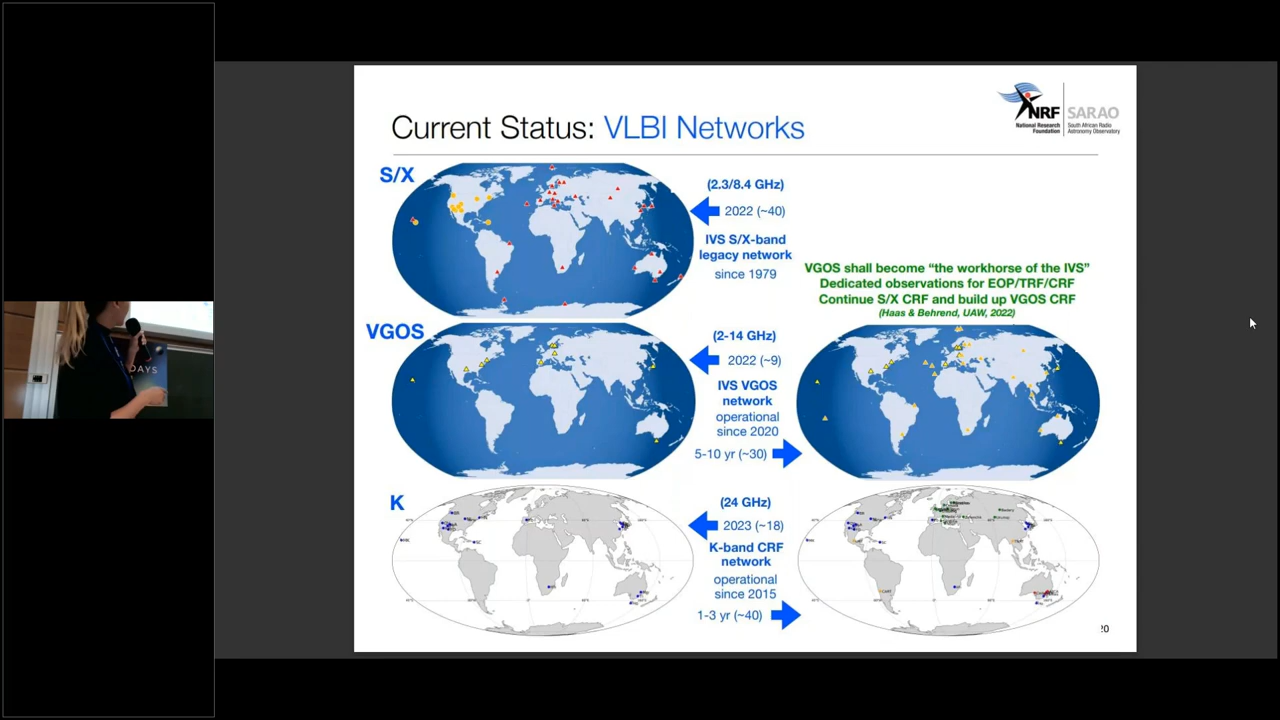 Current Status: VLBI Networks
NRF
National Research
Foundation
SARAO
South African Radio
Astronomy Observatory
S/X
(2.3/8.4 GHz)
2022 (~40)
IVS S/X-band
legacy network
since 1979
VGOS shall become “the workhorse of the IVS”
Dedicated observations for EOP/TRF/CRF
Continue S/X CRF and build up VGOS CRF
(Haas & Behrend, UAW, 2022)
VGOS
(2-14 GHz)
2022 (~9)
IVS VGOS
network
operational
since 2020
5-10 yr (~30)
K
(24 GHz)
2023 (~18)
K-band CRF
network
operational
since 2015
1-3 yr (~40)
20
DAYS